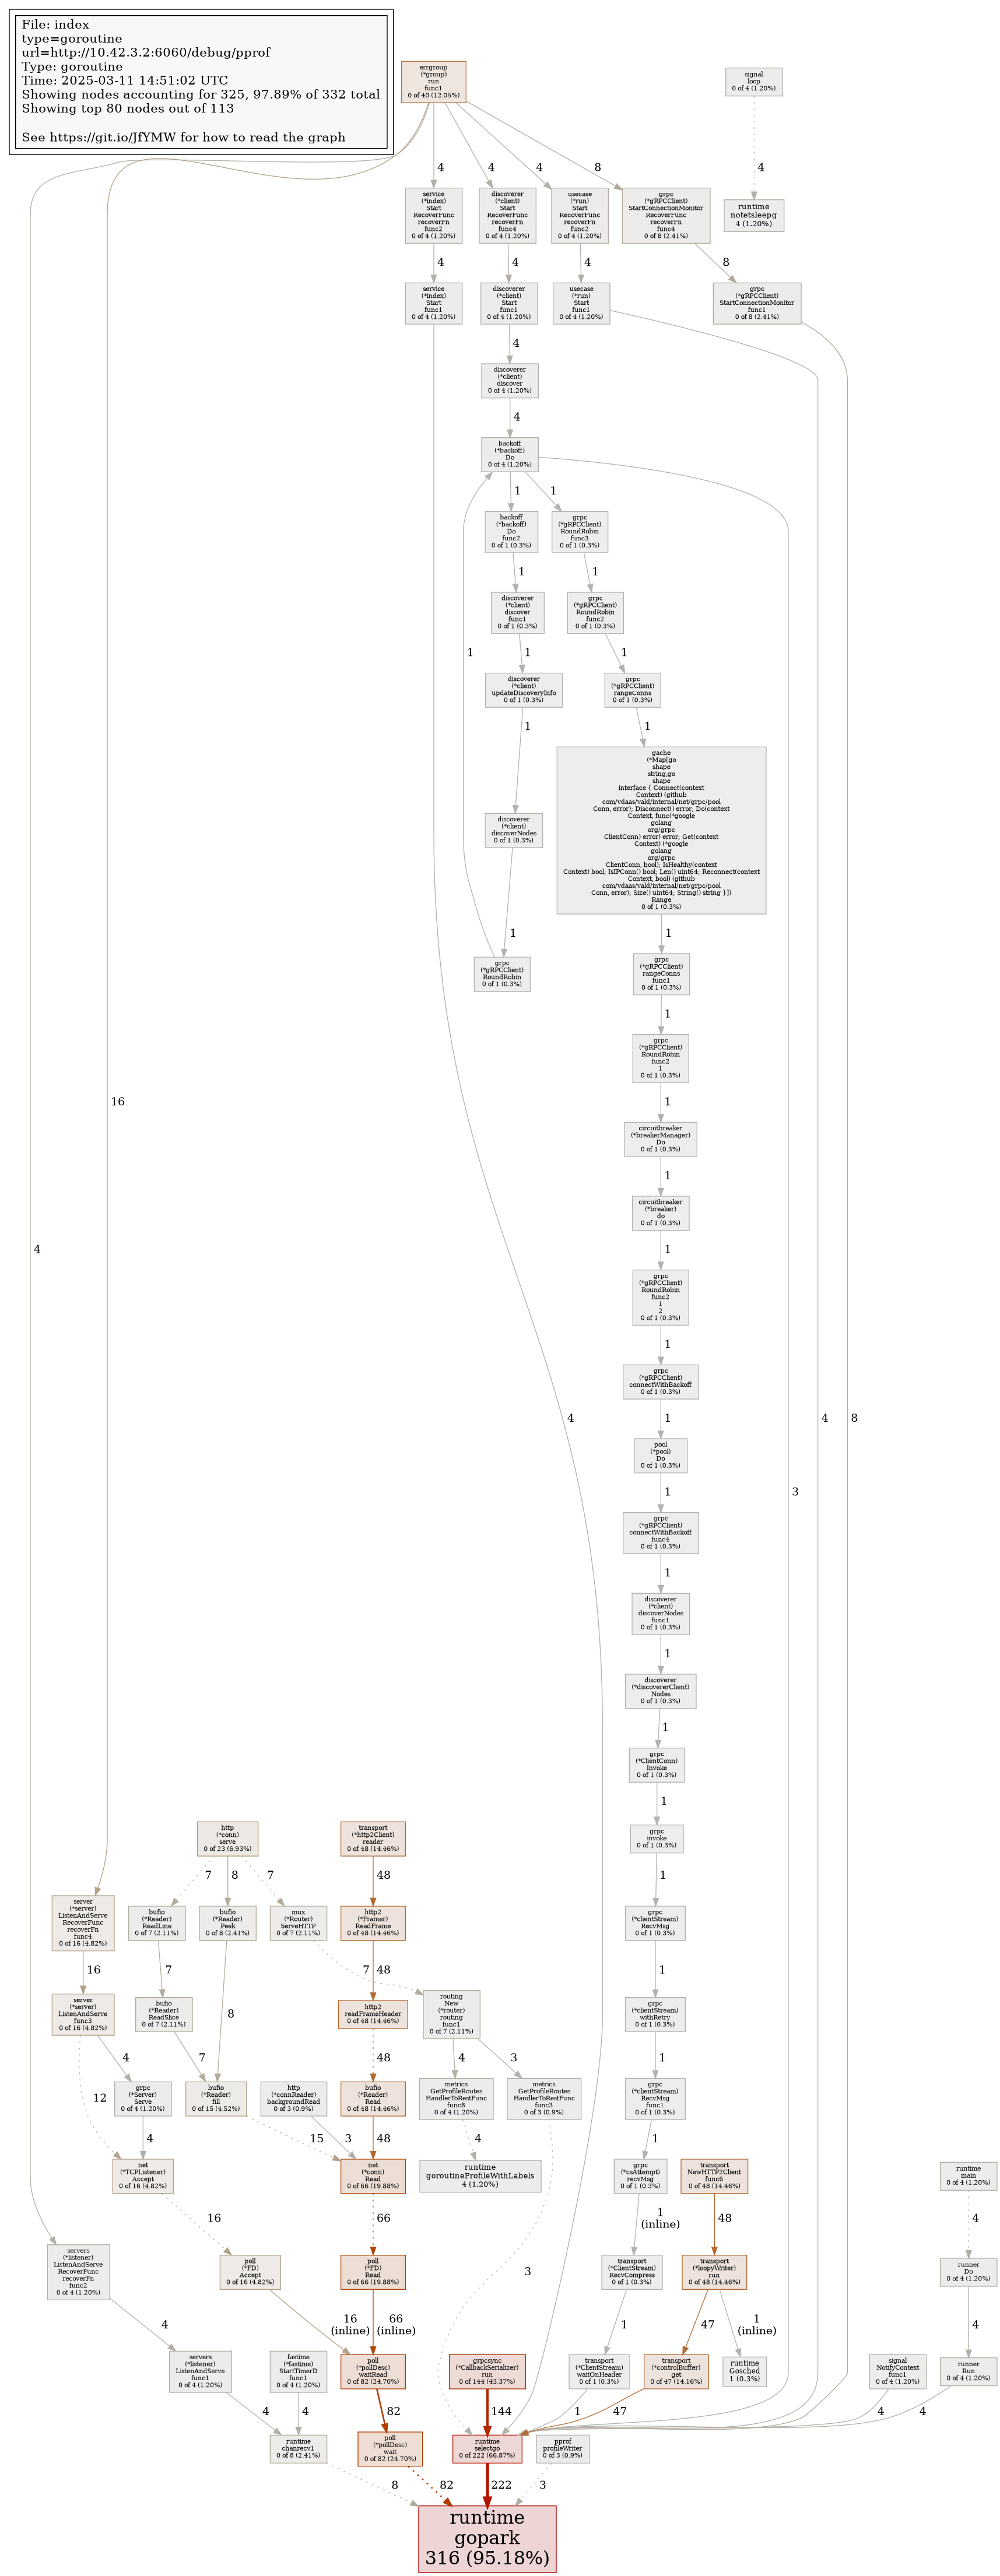 File: index
type=goroutine
url=http://10.42.3.2:6060/debug/pprof
Type: goroutine
Time: 2025-03-11 14:51:02 UTC
Showing nodes accounting for 325, 97.89% of 332 total
Showing top 80 nodes out of 113
See https://git.io/JfYMW for how to read the graph
errgroup
(*group)
run
func1
0 of 40 (12.05%)
signal
loop
0 of 4 (1.20%)
4
4
4
8
4
service
(*index)
Start
RecoverFunc
recoverFn
func2
0 of 4 (1.20%)
discoverer
(*client)
Start
RecoverFunc
recoverFn
func4
0 of 4 (1.20%)
usecase
(*run)
Start
RecoverFunc
recoverFn
func2
0 of 4 (1.20%)
grpc
(*gRPCClient)
StartConnectionMonitor
RecoverFunc
recoverFn
func4
0 of 8 (2.41%)
runtime
notetsleepg
4 (1.20%)
4
4
4
8
service
(*index)
Start
func1
0 of 4 (1.20%)
discoverer
(*client)
Start
func1
0 of 4 (1.20%)
usecase
(*run)
Start
func1
0 of 4 (1.20%)
grpc
(*gRPCClient)
StartConnectionMonitor
func1
0 of 8 (2.41%)
4
discoverer
(*client)
discover
0 of 4 (1.20%)
4
backoff
(*backoff)
Do
0 of 4 (1.20%)
1
1
backoff
(*backoff)
Do
func2
0 of 1 (0.3%)
grpc
(*gRPCClient)
RoundRobin
func3
0 of 1 (0.3%)
1
1
discoverer
(*client)
discover
func1
0 of 1 (0.3%)
grpc
(*gRPCClient)
RoundRobin
func2
0 of 1 (0.3%)
1
1
1
discoverer
(*client)
updateDiscoveryInfo
0 of 1 (0.3%)
grpc
(*gRPCClient)
rangeConns
0 of 1 (0.3%)
1
1
gache
(*Map[go
shape
string,go
shape
interface { Connect(context
Context) (github
com/vdaas/vald/internal/net/grpc/pool
Conn, error); Disconnect() error; Do(context
Context, func(*google
golang
org/grpc
ClientConn) error) error; Get(context
Context) (*google
golang
org/grpc
ClientConn, bool); IsHealthy(context
Context) bool; IsIPConn() bool; Len() uint64; Reconnect(context
Context, bool) (github
com/vdaas/vald/internal/net/grpc/pool
Conn, error); Size() uint64; String() string }])
Range
0 of 1 (0.3%)
discoverer
(*client)
discoverNodes
0 of 1 (0.3%)
1
1
grpc
(*gRPCClient)
RoundRobin
0 of 1 (0.3%)
grpc
(*gRPCClient)
rangeConns
func1
0 of 1 (0.3%)
1
grpc
(*gRPCClient)
RoundRobin
func2
1
0 of 1 (0.3%)
16
1
circuitbreaker
(*breakerManager)
Do
0 of 1 (0.3%)
1
circuitbreaker
(*breaker)
do
0 of 1 (0.3%)
4
1
grpc
(*gRPCClient)
RoundRobin
func2
1
2
0 of 1 (0.3%)
1
grpc
(*gRPCClient)
connectWithBackoff
0 of 1 (0.3%)
4
1
4
8
pool
(*pool)
Do
0 of 1 (0.3%)
1
3
grpc
(*gRPCClient)
connectWithBackoff
func4
0 of 1 (0.3%)
1
discoverer
(*client)
discoverNodes
func1
0 of 1 (0.3%)
1
discoverer
(*discovererClient)
Nodes
0 of 1 (0.3%)
1
grpc
(*ClientConn)
Invoke
0 of 1 (0.3%)
1
http
(*conn)
serve
0 of 23 (6.93%)
transport
(*http2Client)
reader
0 of 48 (14.46%)
grpc
invoke
0 of 1 (0.3%)
7
8
7
48
1
server
(*server)
ListenAndServe
RecoverFunc
recoverFn
func4
0 of 16 (4.82%)
bufio
(*Reader)
ReadLine
0 of 7 (2.11%)
bufio
(*Reader)
Peek
0 of 8 (2.41%)
mux
(*Router)
ServeHTTP
0 of 7 (2.11%)
http2
(*Framer)
ReadFrame
0 of 48 (14.46%)
grpc
(*clientStream)
RecvMsg
0 of 1 (0.3%)
16
7
7
48
1
server
(*server)
ListenAndServe
func3
0 of 16 (4.82%)
bufio
(*Reader)
ReadSlice
0 of 7 (2.11%)
8
http2
readFrameHeader
0 of 48 (14.46%)
routing
New
(*router)
routing
func1
0 of 7 (2.11%)
grpc
(*clientStream)
withRetry
0 of 1 (0.3%)
12
4
7
48
4
3
1
grpc
(*Server)
Serve
0 of 4 (1.20%)
bufio
(*Reader)
fill
0 of 15 (4.52%)
http
(*connReader)
backgroundRead
0 of 3 (0.9%)
bufio
(*Reader)
Read
0 of 48 (14.46%)
metrics
GetProfileRoutes
HandlerToRestFunc
func8
0 of 4 (1.20%)
metrics
GetProfileRoutes
HandlerToRestFunc
func3
0 of 3 (0.9%)
grpc
(*clientStream)
RecvMsg
func1
0 of 1 (0.3%)
4
15
3
48
4
1
net
(*TCPListener)
Accept
0 of 16 (4.82%)
net
(*conn)
Read
0 of 66 (19.88%)
runtime
goroutineProfileWithLabels
4 (1.20%)
grpc
(*csAttempt)
recvMsg
0 of 1 (0.3%)
transport
NewHTTP2Client
func6
0 of 48 (14.46%)
runtime
main
0 of 4 (1.20%)
16
66
1
(inline)
48
4
servers
(*listener)
ListenAndServe
RecoverFunc
recoverFn
func2
0 of 4 (1.20%)
poll
(*FD)
Accept
0 of 16 (4.82%)
poll
(*FD)
Read
0 of 66 (19.88%)
3
transport
(*ClientStream)
RecvCompress
0 of 1 (0.3%)
transport
(*loopyWriter)
run
0 of 48 (14.46%)
runner
Do
0 of 4 (1.20%)
4
16
(inline)
66
(inline)
1
47
1
(inline)
4
servers
(*listener)
ListenAndServe
func1
0 of 4 (1.20%)
fastime
(*fastime)
StartTimerD
func1
0 of 4 (1.20%)
poll
(*pollDesc)
waitRead
0 of 82 (24.70%)
grpcsync
(*CallbackSerializer)
run
0 of 144 (43.37%)
transport
(*ClientStream)
waitOnHeader
0 of 1 (0.3%)
transport
(*controlBuffer)
get
0 of 47 (14.16%)
runtime
Gosched
1 (0.3%)
signal
NotifyContext
func1
0 of 4 (1.20%)
runner
Run
0 of 4 (1.20%)
4
4
82
144
1
47
4
4
runtime
chanrecv1
0 of 8 (2.41%)
poll
(*pollDesc)
wait
0 of 82 (24.70%)
runtime
selectgo
0 of 222 (66.87%)
pprof
profileWriter
0 of 3 (0.9%)
8
82
222
3
runtime
gopark
316 (95.18%)